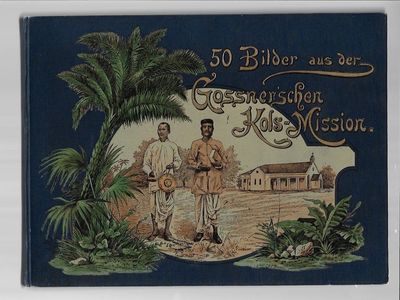 50 Bilder aus der
Gossner'schen
Kols-Mission.